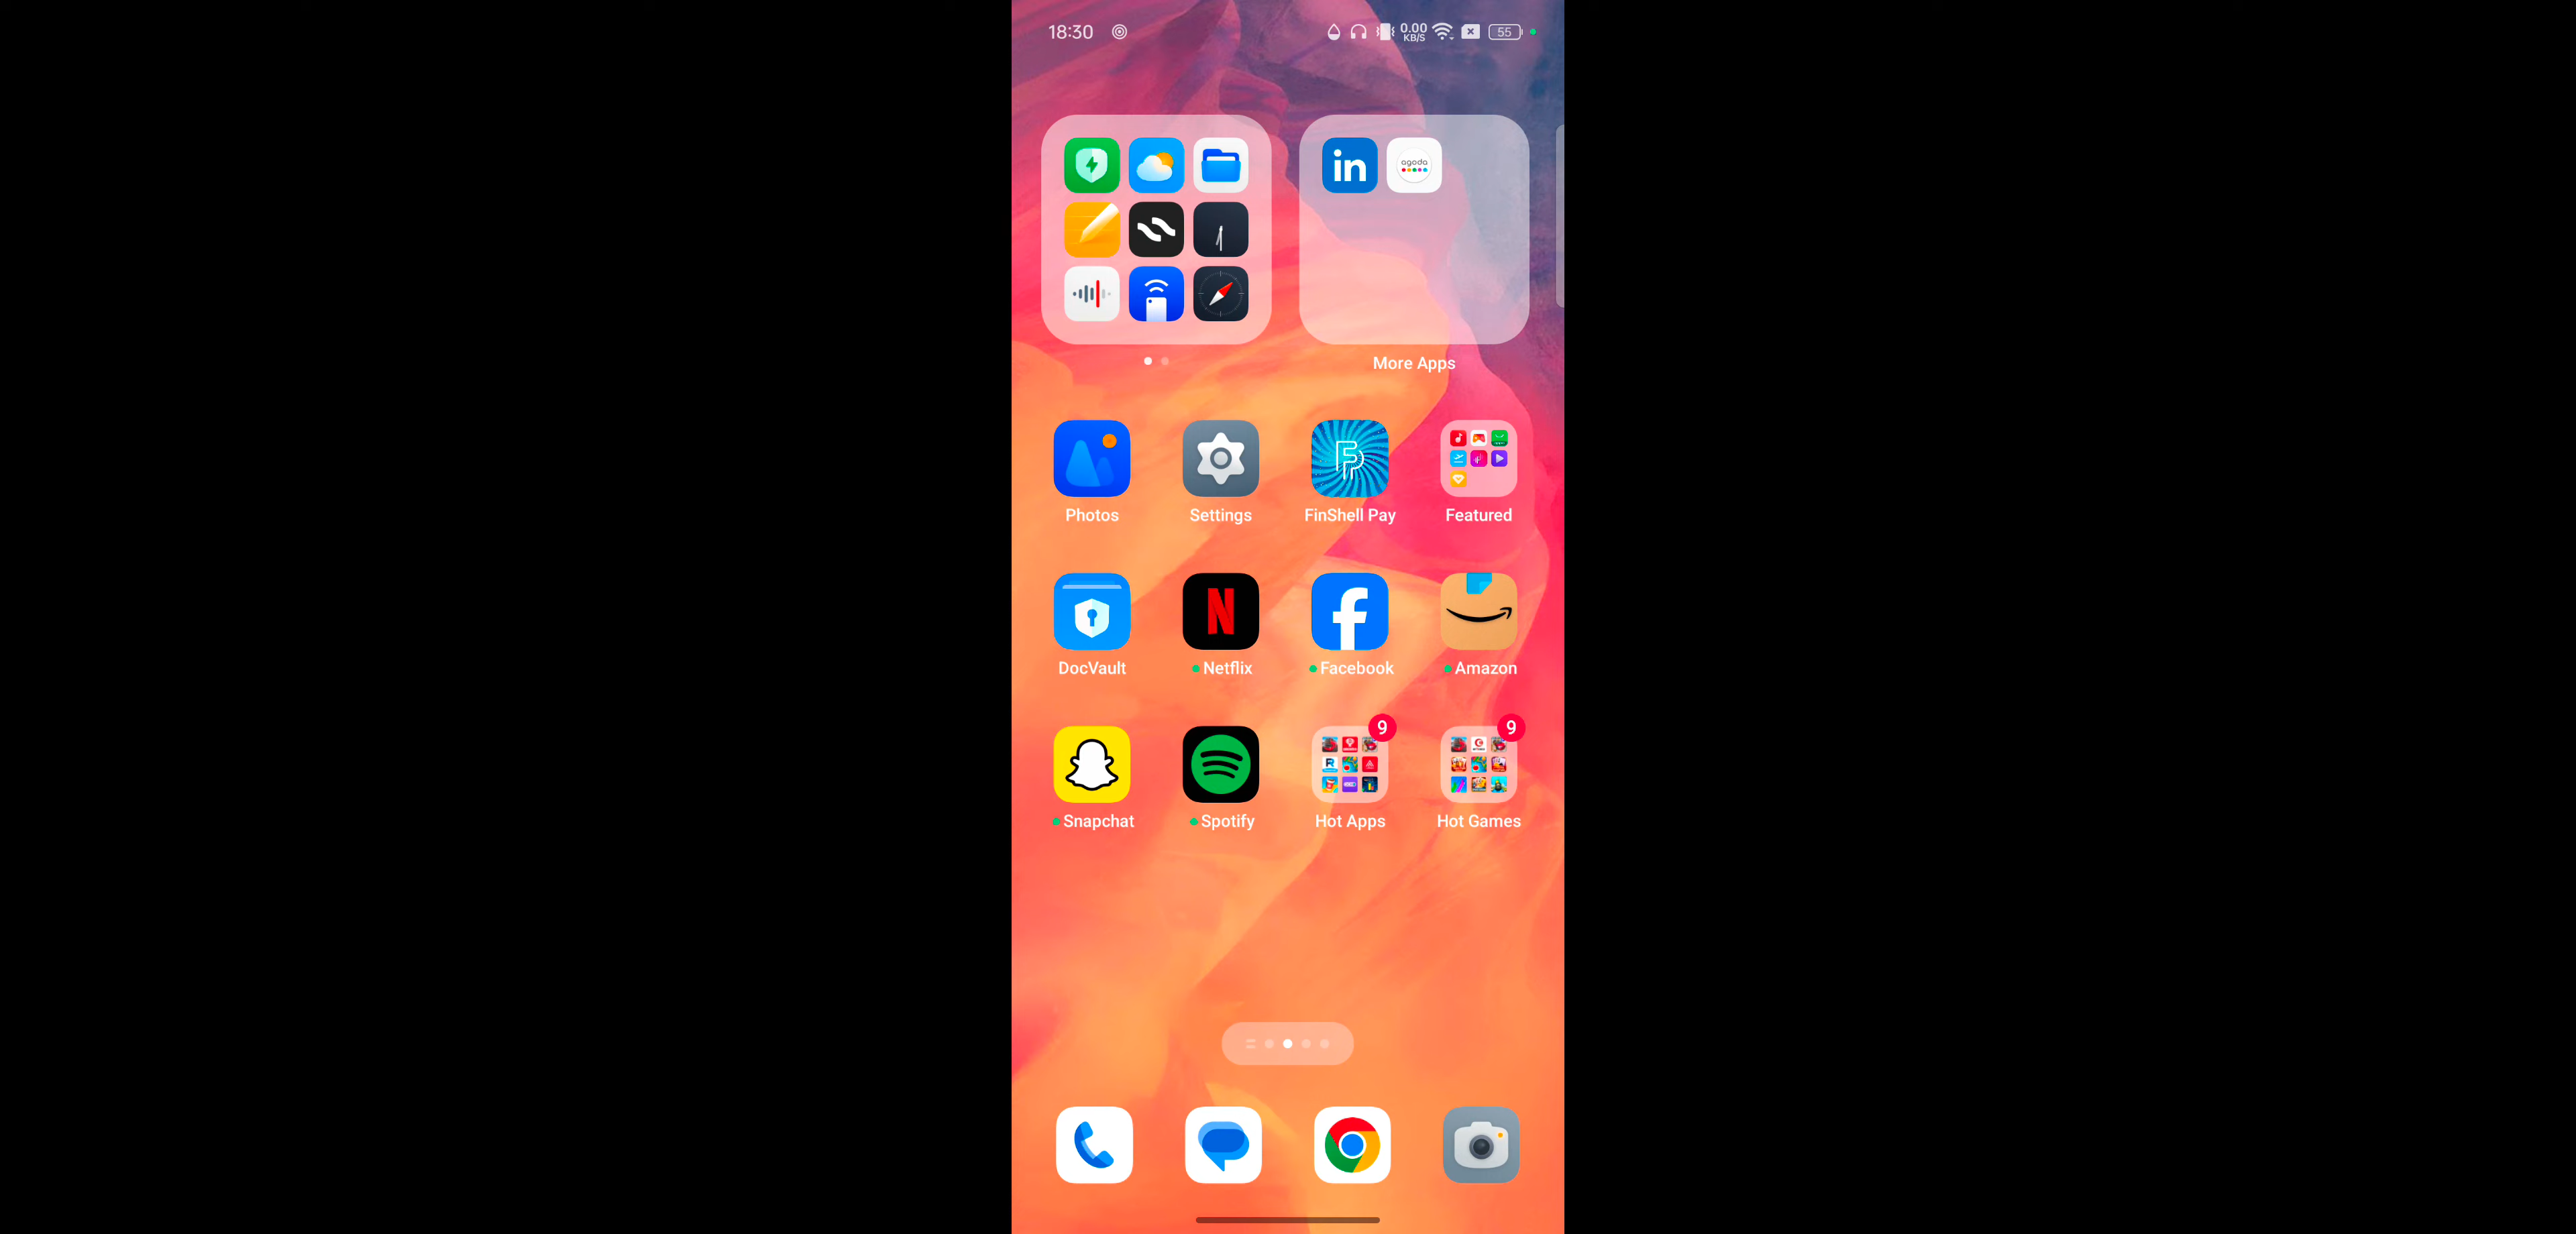 18:30
0.00
KB/S
55
in
agoda
More Apps
Photos
Settings
FinShell Pay
Featured
DocVault
Netflix
Facebook
Amazon
9
9
Snapchat
Spotify
Hot Apps
Hot Games